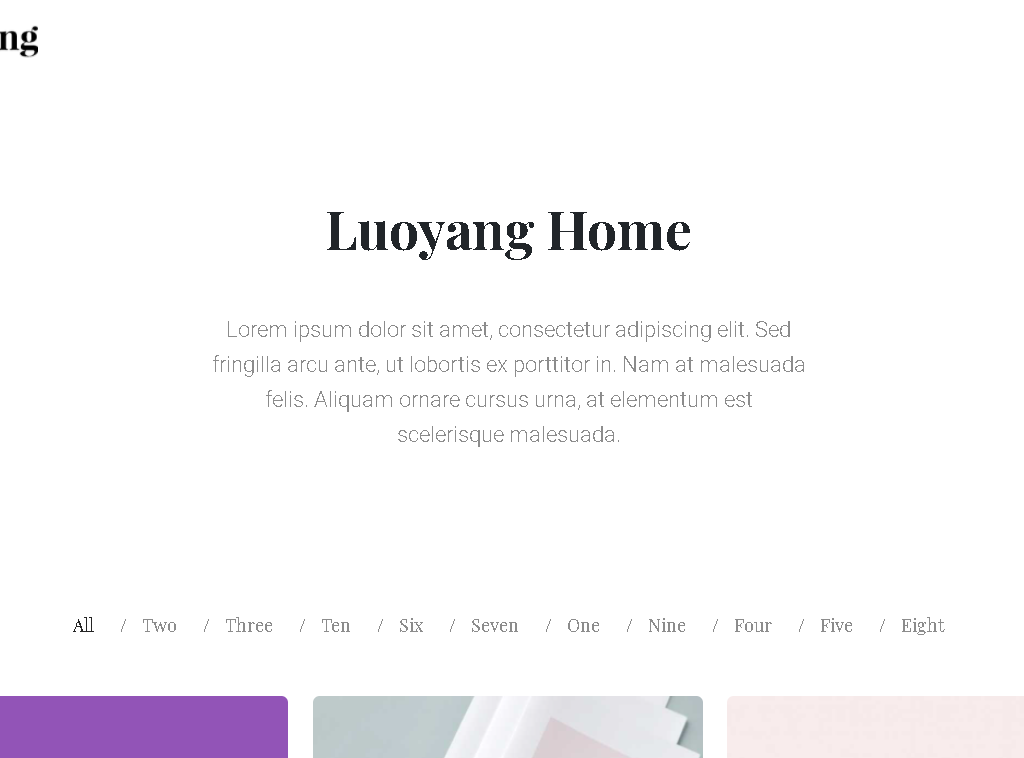 ng
Luoyang Home
Lorem ipsum dolor sit amet, consectetur adipiscing elit. Sed
fringilla arcu ante, ut lobortis ex porttitor in. Nam at malesuada
felis. Aliquam ornare cursus urna, at elementum est
scelerisque malesuada.
All / Two / Three / Ten / Six / Seven / One / Nine / Four / Five / Eight